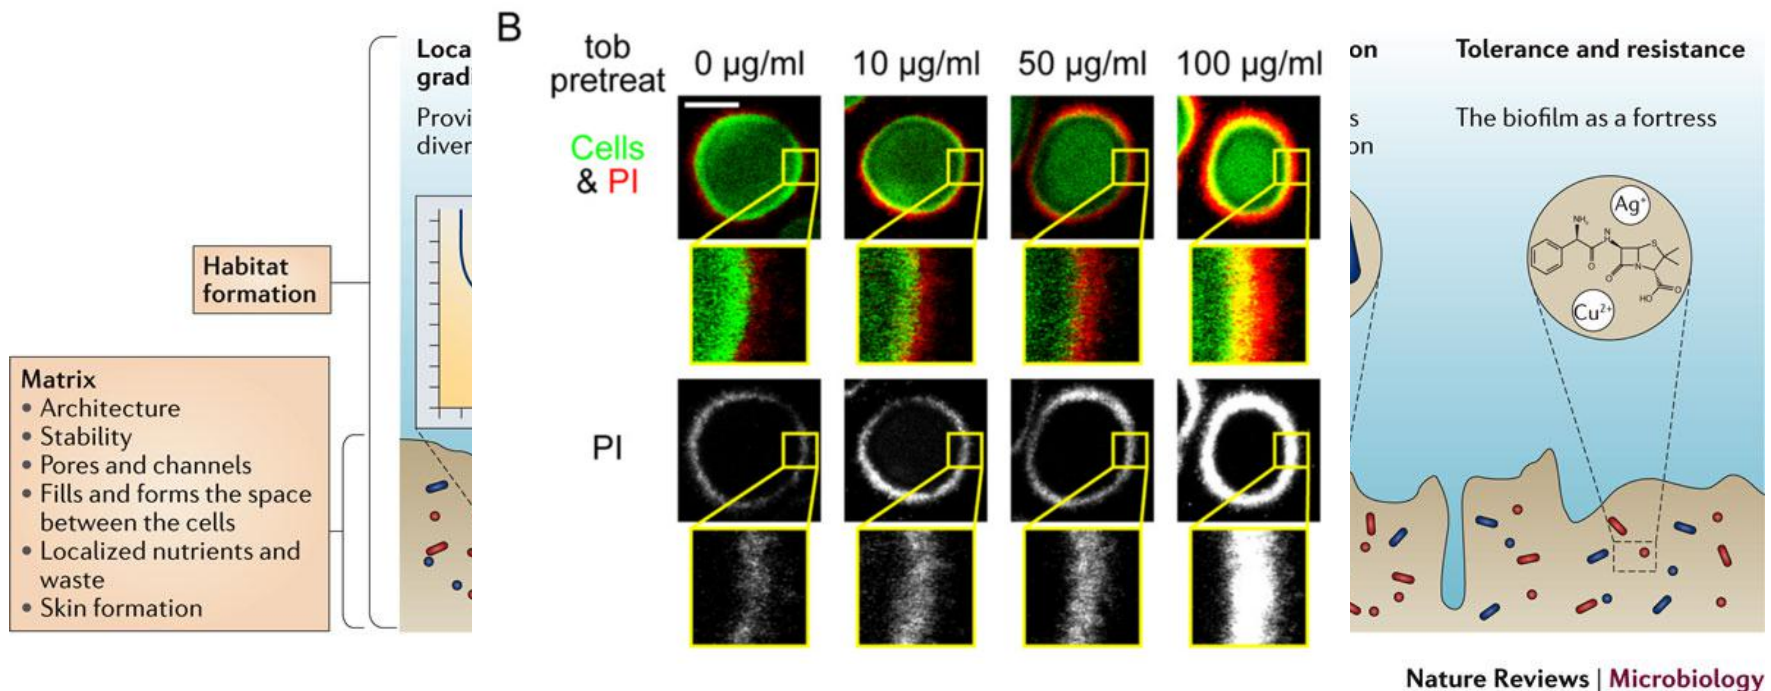 B
tob
pretreat
0 µg/ml
10 µg/ml
50 µg/ml
100 µg/ml
Cells
& PI
PI
Habitat
formation
Matrix
• Architecture
• Stability
• Pores and channels
• Fills and forms the space
between the cells
• Localized nutrients and
waste
• Skin formation
Tolerance and resistance
The biofilm as a fortress
Ag⁺
NH₂
H
N
O
S
N
O
O
HO
Cu²⁺
Nature Reviews | Microbiology